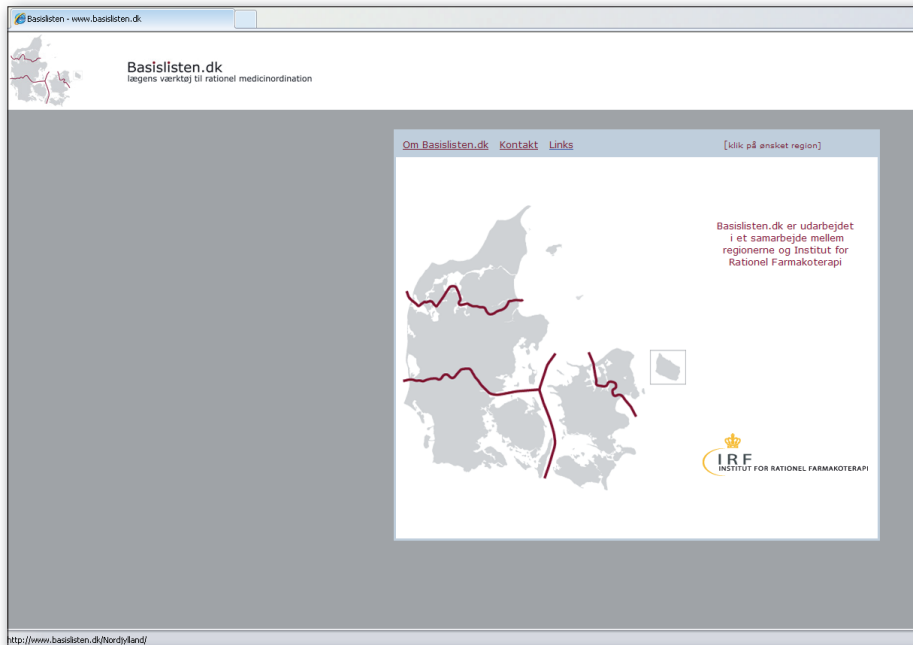 Basislisten - www.basislisten.dk
Basislisten.dk
lægens værktøj til rationel medicinordination
Om Basislisten.dk Kontakt Links [klik på ønsket region]
Basislisten.dk er udarbejdet
i et samarbejde mellem
regionerne og Institut for
Rationel Farmakoterapi
IRF
INSTITUT FOR RATIONEL FARMAKOTERAPI
http://www.basislisten.dk/Nordjylland/